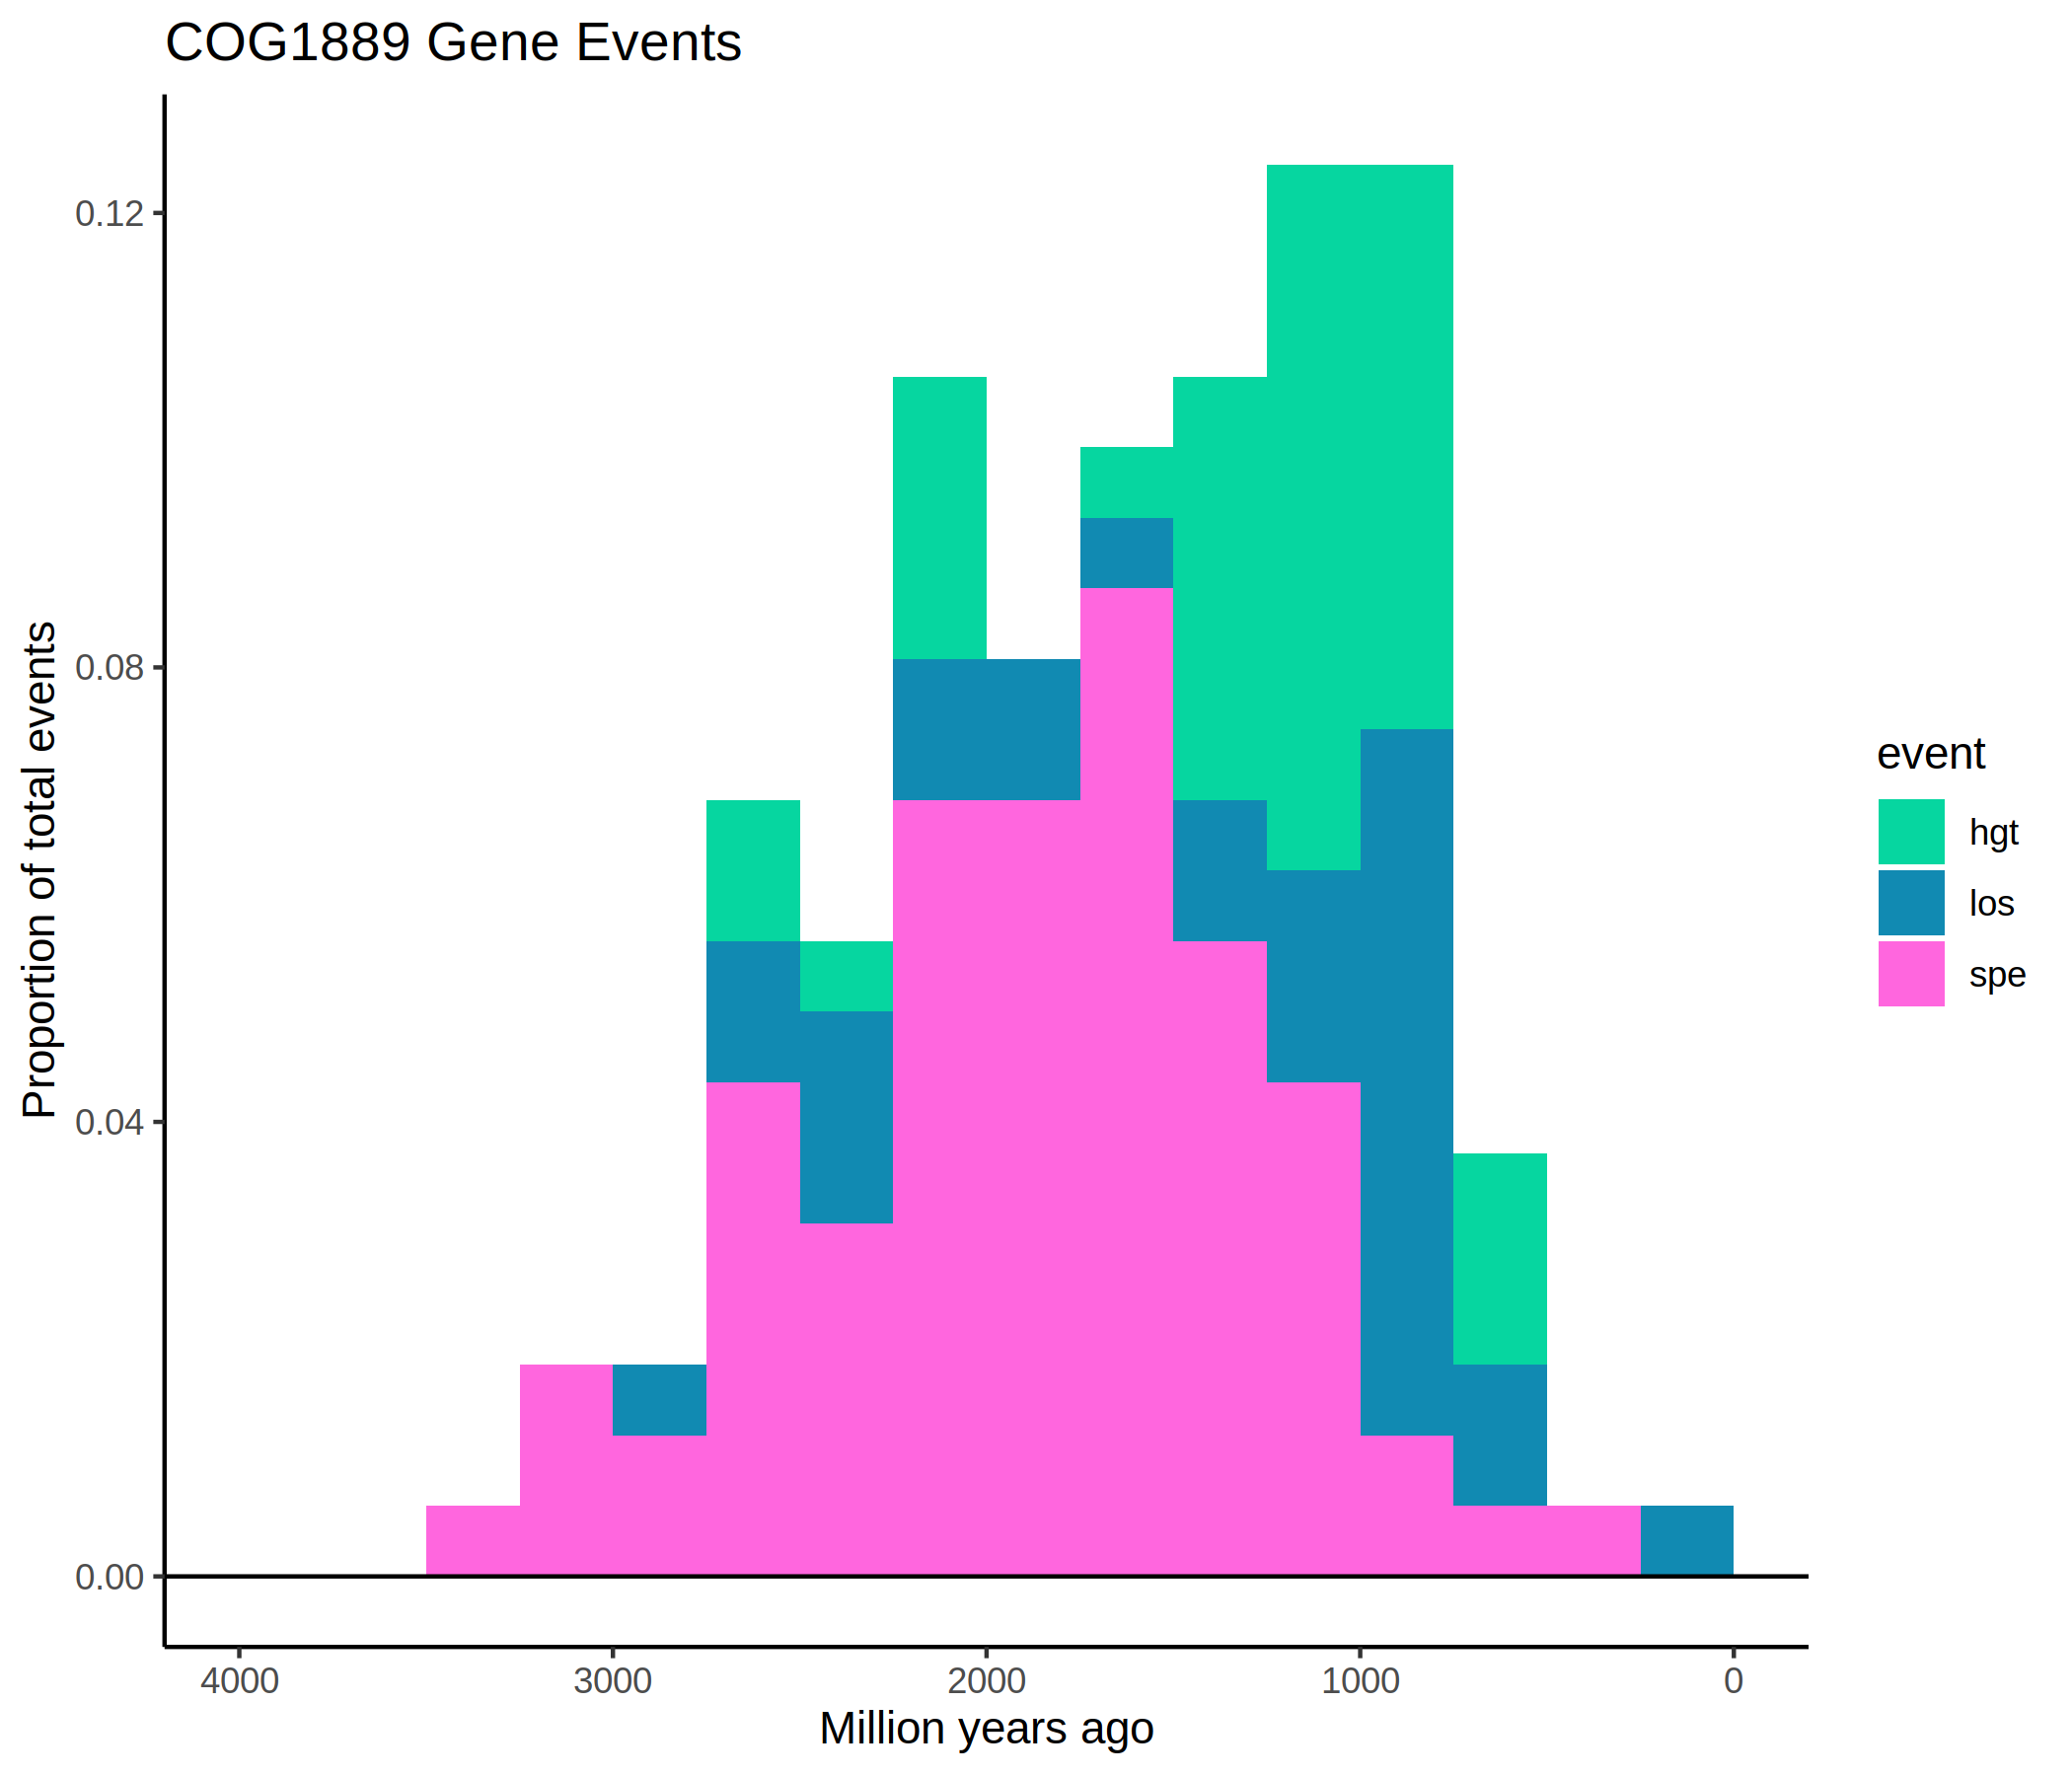 COG1889 Gene Events
Proportion of total events
0.12
0.08
0.04
0.00
4000 3000 2000 1000 0
Million years ago
event
hgt
los
spe